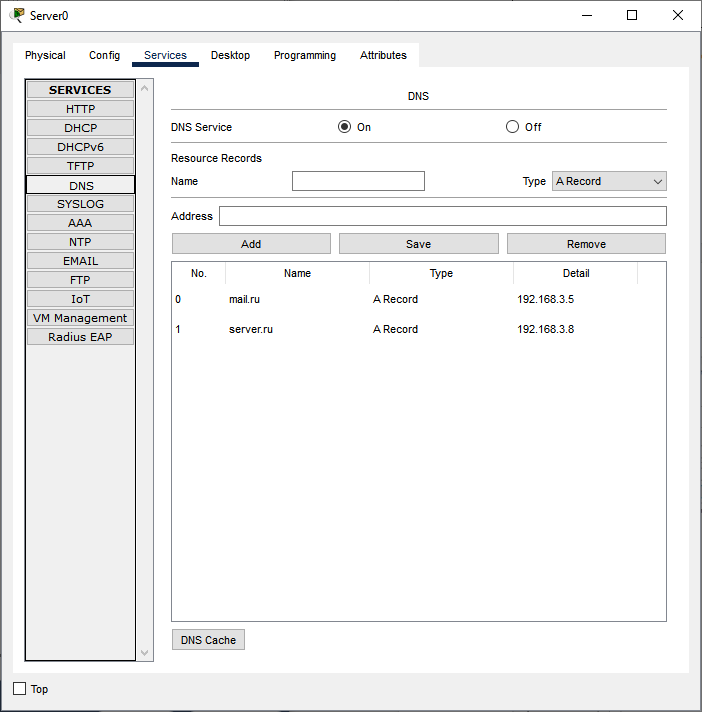 Server0
Physical Config Services Desktop Programming Attributes
SERVICES
HTTP
DHCP
DHCPv6
TFTP
DNS
SYSLOG
AAA
NTP
EMAIL
FTP
IoT
VM Management
Radius EAP
DNS
DNS Service On Off
Resource Records
Name Type A Record
Address
Add Save Remove
No. Name Type Detail
0 mail.ru A Record 192.168.3.5
1 server.ru A Record 192.168.3.8
DNS Cache
Top